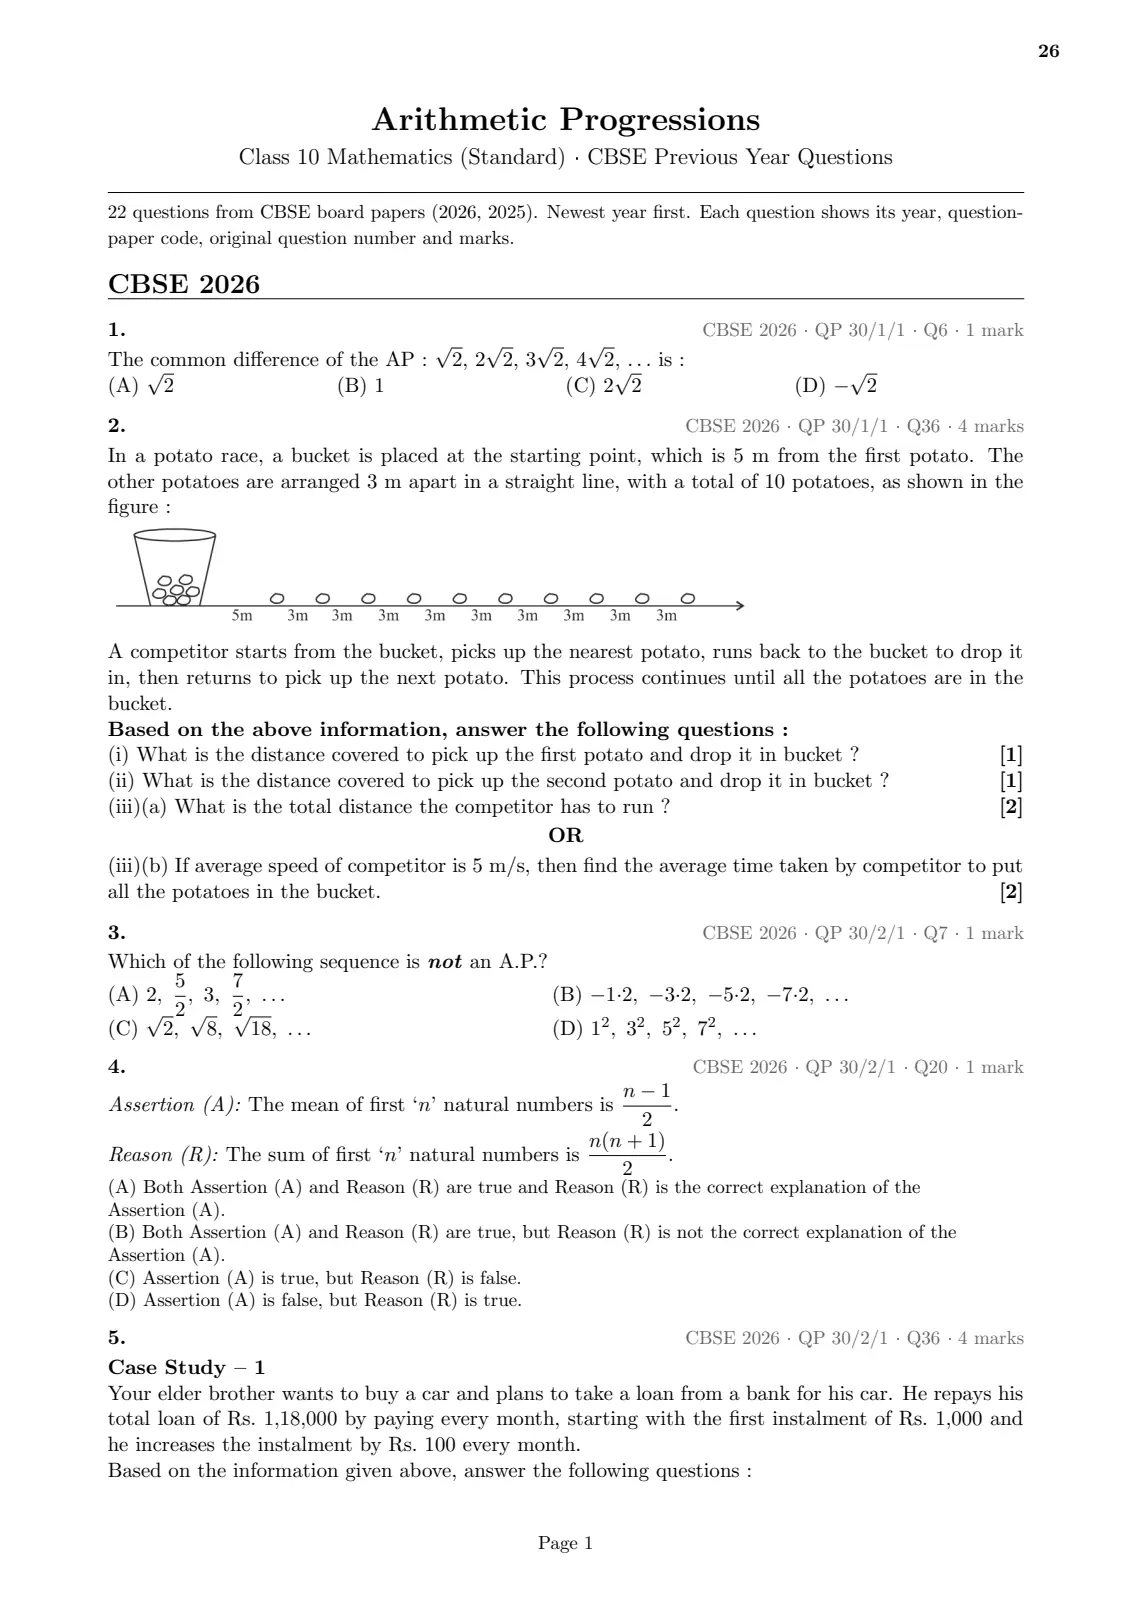 26
Arithmetic Progressions
Class 10 Mathematics (Standard) · CBSE Previous Year Questions
22 questions from CBSE board papers (2026, 2025). Newest year first. Each question shows its year, question-
paper code, original question number and marks.
CBSE 2026
1. CBSE 2026 · QP 30/1/1 · Q6 · 1 mark
The common difference of the AP : √2, 2√2, 3√2, 4√2, ... is :
(A) √2 (B) 1 (C) 2√2 (D) −√2
2. CBSE 2026 · QP 30/1/1 · Q36 · 4 marks
In a potato race, a bucket is placed at the starting point, which is 5 m from the first potato. The
other potatoes are arranged 3 m apart in a straight line, with a total of 10 potatoes, as shown in the
figure :
5m 3m 3m 3m 3m 3m 3m 3m 3m 3m
A competitor starts from the bucket, picks up the nearest potato, runs back to the bucket to drop it
in, then returns to pick up the next potato. This process continues until all the potatoes are in the
bucket.
Based on the above information, answer the following questions :
(i) What is the distance covered to pick up the first potato and drop it in bucket ? [1]
(ii) What is the distance covered to pick up the second potato and drop it in bucket ? [1]
(iii)(a) What is the total distance the competitor has to run ? [2]
OR
(iii)(b) If average speed of competitor is 5 m/s, then find the average time taken by competitor to put
all the potatoes in the bucket. [2]
3. CBSE 2026 · QP 30/2/1 · Q7 · 1 mark
Which of the following sequence is not an A.P.?
(A) 2, 5/2, 3, 7/2, ... (B) −1·2, −3·2, −5·2, −7·2, ...
(C) √2, √8, √18, ... (D) 1², 3², 5², 7², ...
4. CBSE 2026 · QP 30/2/1 · Q20 · 1 mark
Assertion (A): The mean of first ‘n’ natural numbers is (n − 1)/2.
Reason (R): The sum of first ‘n’ natural numbers is n(n + 1)/2.
(A) Both Assertion (A) and Reason (R) are true and Reason (R) is the correct explanation of the
Assertion (A).
(B) Both Assertion (A) and Reason (R) are true, but Reason (R) is not the correct explanation of the
Assertion (A).
(C) Assertion (A) is true, but Reason (R) is false.
(D) Assertion (A) is false, but Reason (R) is true.
5. CBSE 2026 · QP 30/2/1 · Q36 · 4 marks
Case Study – 1
Your elder brother wants to buy a car and plans to take a loan from a bank for his car. He repays his
total loan of Rs. 1,18,000 by paying every month, starting with the first instalment of Rs. 1,000 and
he increases the instalment by Rs. 100 every month.
Based on the information given above, answer the following questions :
Page 1